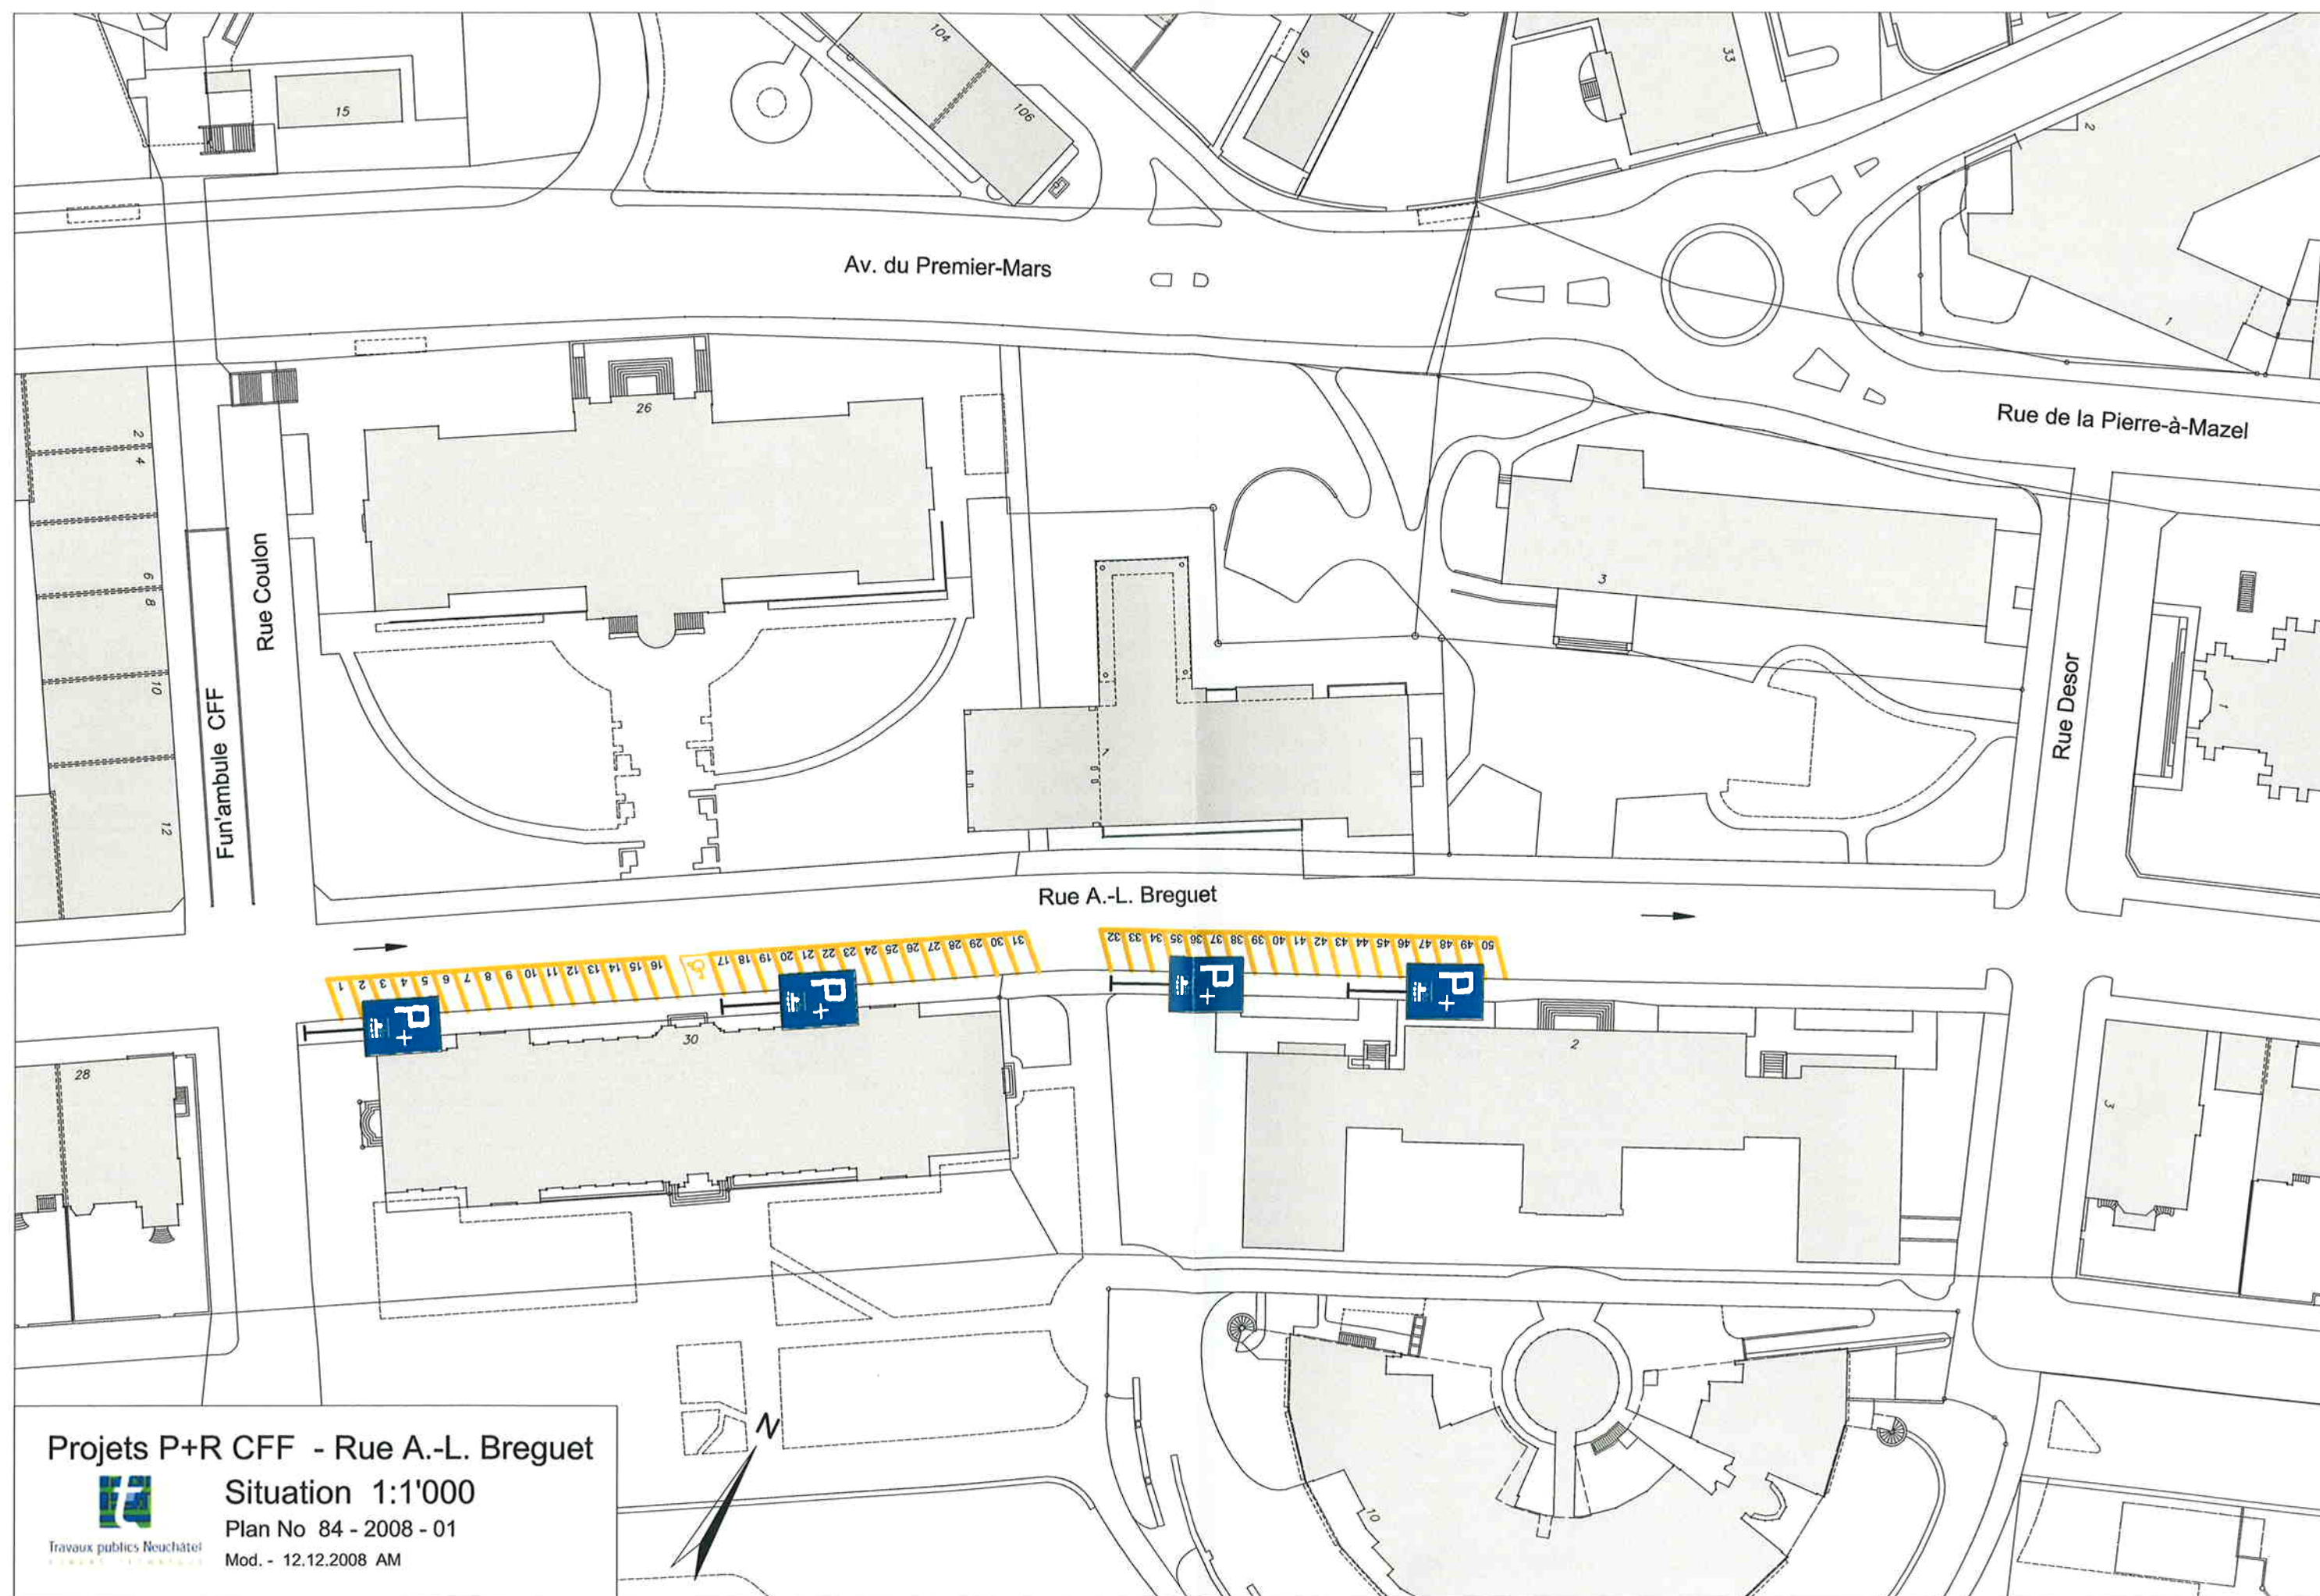 15
104
106
91
33
2
1
Av. du Premier-Mars
Rue de la Pierre-à-Mazel
26
2
4
6
8
10
12
Rue Coulon
Fun'ambule CFF
3
7
Rue Desor
1
Rue A.-L. Breguet
1 2 3 4 5 6 7 8 9 10 11 12 13 14 15 16 17 18 19 20 21 22 23 24 25 26 27 28 29 30 31
32 33 34 35 36 37 38 39 40 41 42 43 44 45 46 47 48 49 50
P+
P+
P+
P+
28
30
2
3
10
N
Projets P+R CFF - Rue A.-L. Breguet
Situation 1:1'000
Plan No 84 - 2008 - 01
Mod. - 12.12.2008 AM
t
Travaux publics Neuchâtel